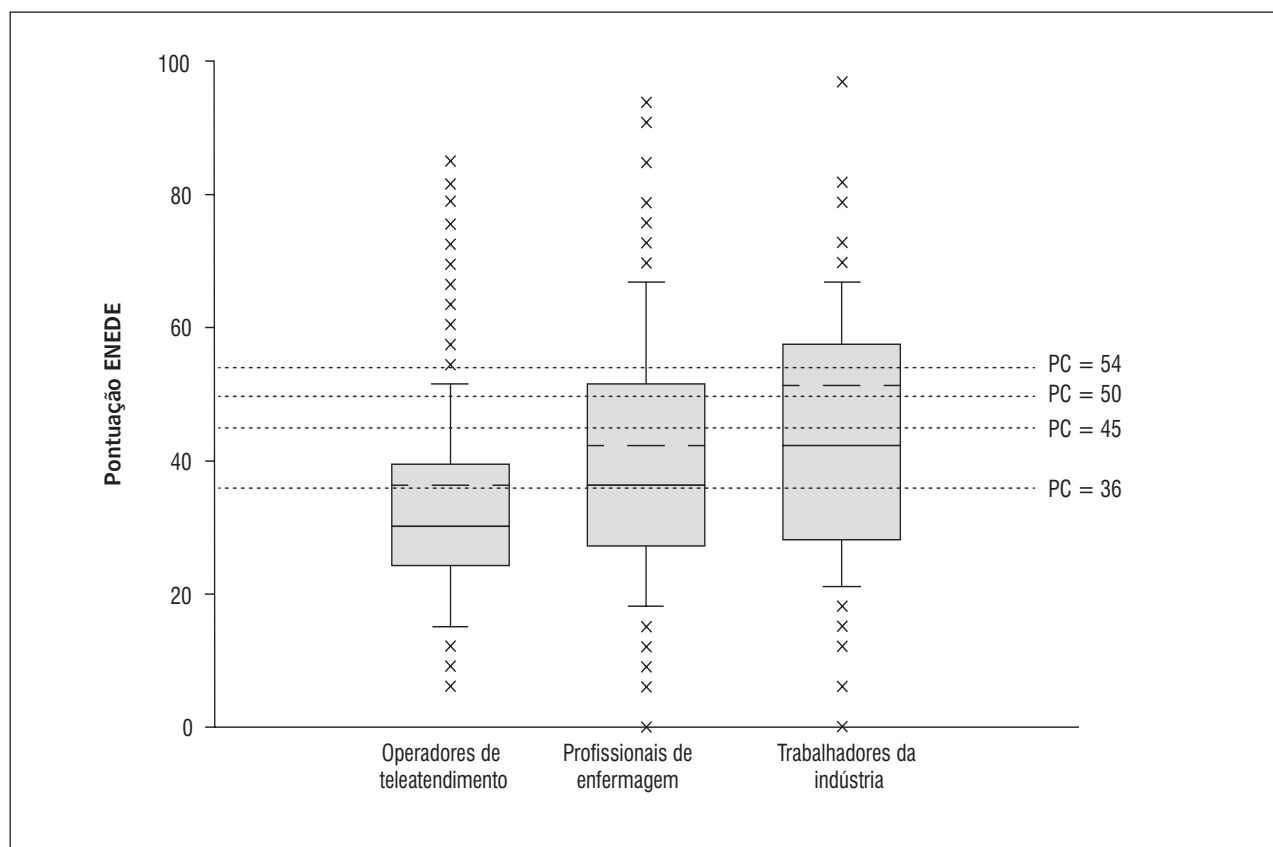 Pontuação ENEDE
100
80
60
40
20
0
PC = 54
PC = 50
PC = 45
PC = 36
Operadores de
teleatendimento
Profissionais de
enfermagem
Trabalhadores da
indústria